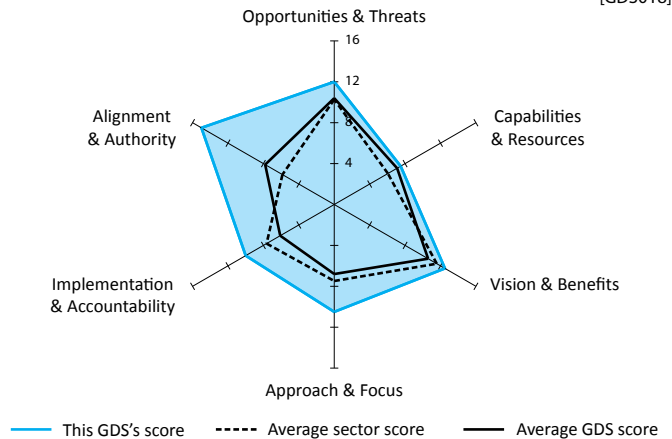 Opportunities & Threats
16
12
8
4
Alignment
& Authority
Capabilities
& Resources
Implementation
& Accountability
Vision & Benefits
Approach & Focus
This GDS's score
Average sector score
Average GDS score